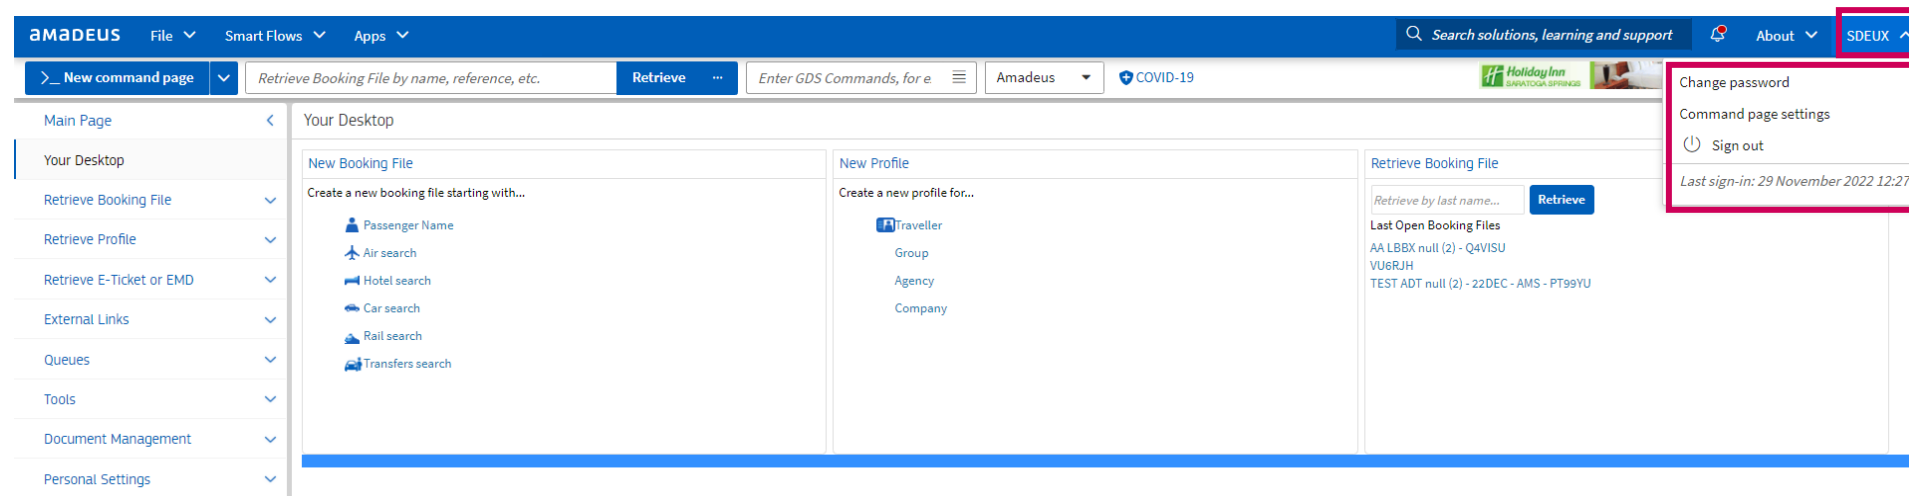 aMaDEUS File Smart Flows Apps Search solutions, learning and support About SDEUX
>_ New command page Retrieve Booking File by name, reference, etc. Retrieve ... Enter GDS Commands, for e Amadeus COVID-19 Holiday Inn
SARATOGA SPRINGS
Change password
Command page settings
Sign out
Last sign-in: 29 November 2022 12:27
Main Page
Your Desktop
Retrieve Booking File
Retrieve Profile
Retrieve E-Ticket or EMD
External Links
Queues
Tools
Document Management
Personal Settings
Your Desktop
New Booking File
Create a new booking file starting with...
Passenger Name
Air search
Hotel search
Car search
Rail search
Transfers search
New Profile
Create a new profile for...
Traveller
Group
Agency
Company
Retrieve Booking File
Retrieve by last name... Retrieve
Last Open Booking Files
AA LBBX null (2) - Q4VISU
VU6RJH
TEST ADT null (2) - 22DEC - AMS - PT99YU